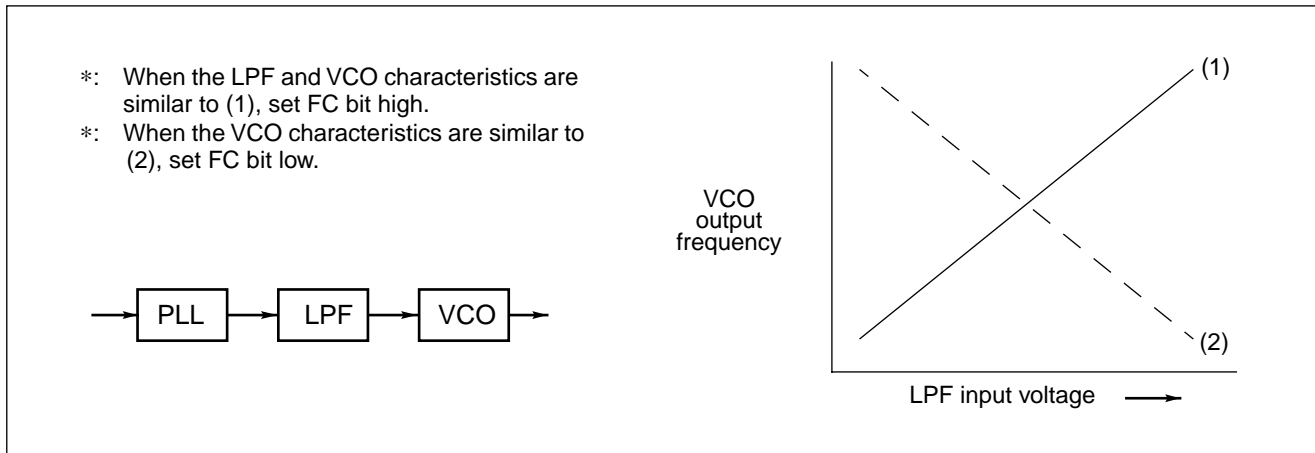 *: When the LPF and VCO characteristics are
similar to (1), set FC bit high.
*: When the VCO characteristics are similar to
(2), set FC bit low.
PLL
LPF
VCO
(1)
VCO
output
frequency
(2)
LPF input voltage